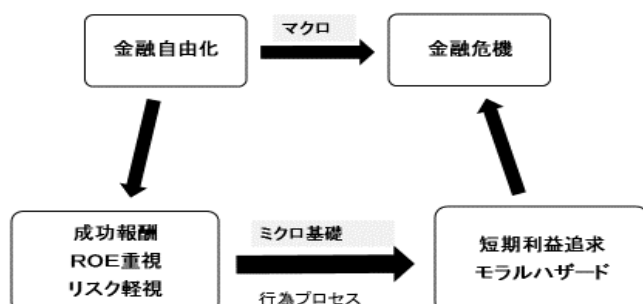 金融自由化
マクロ
金融危機
成功報酬
ROE重視
リスク軽視
ミクロ基礎
行為プロセス
短期利益追求
モラルハザード